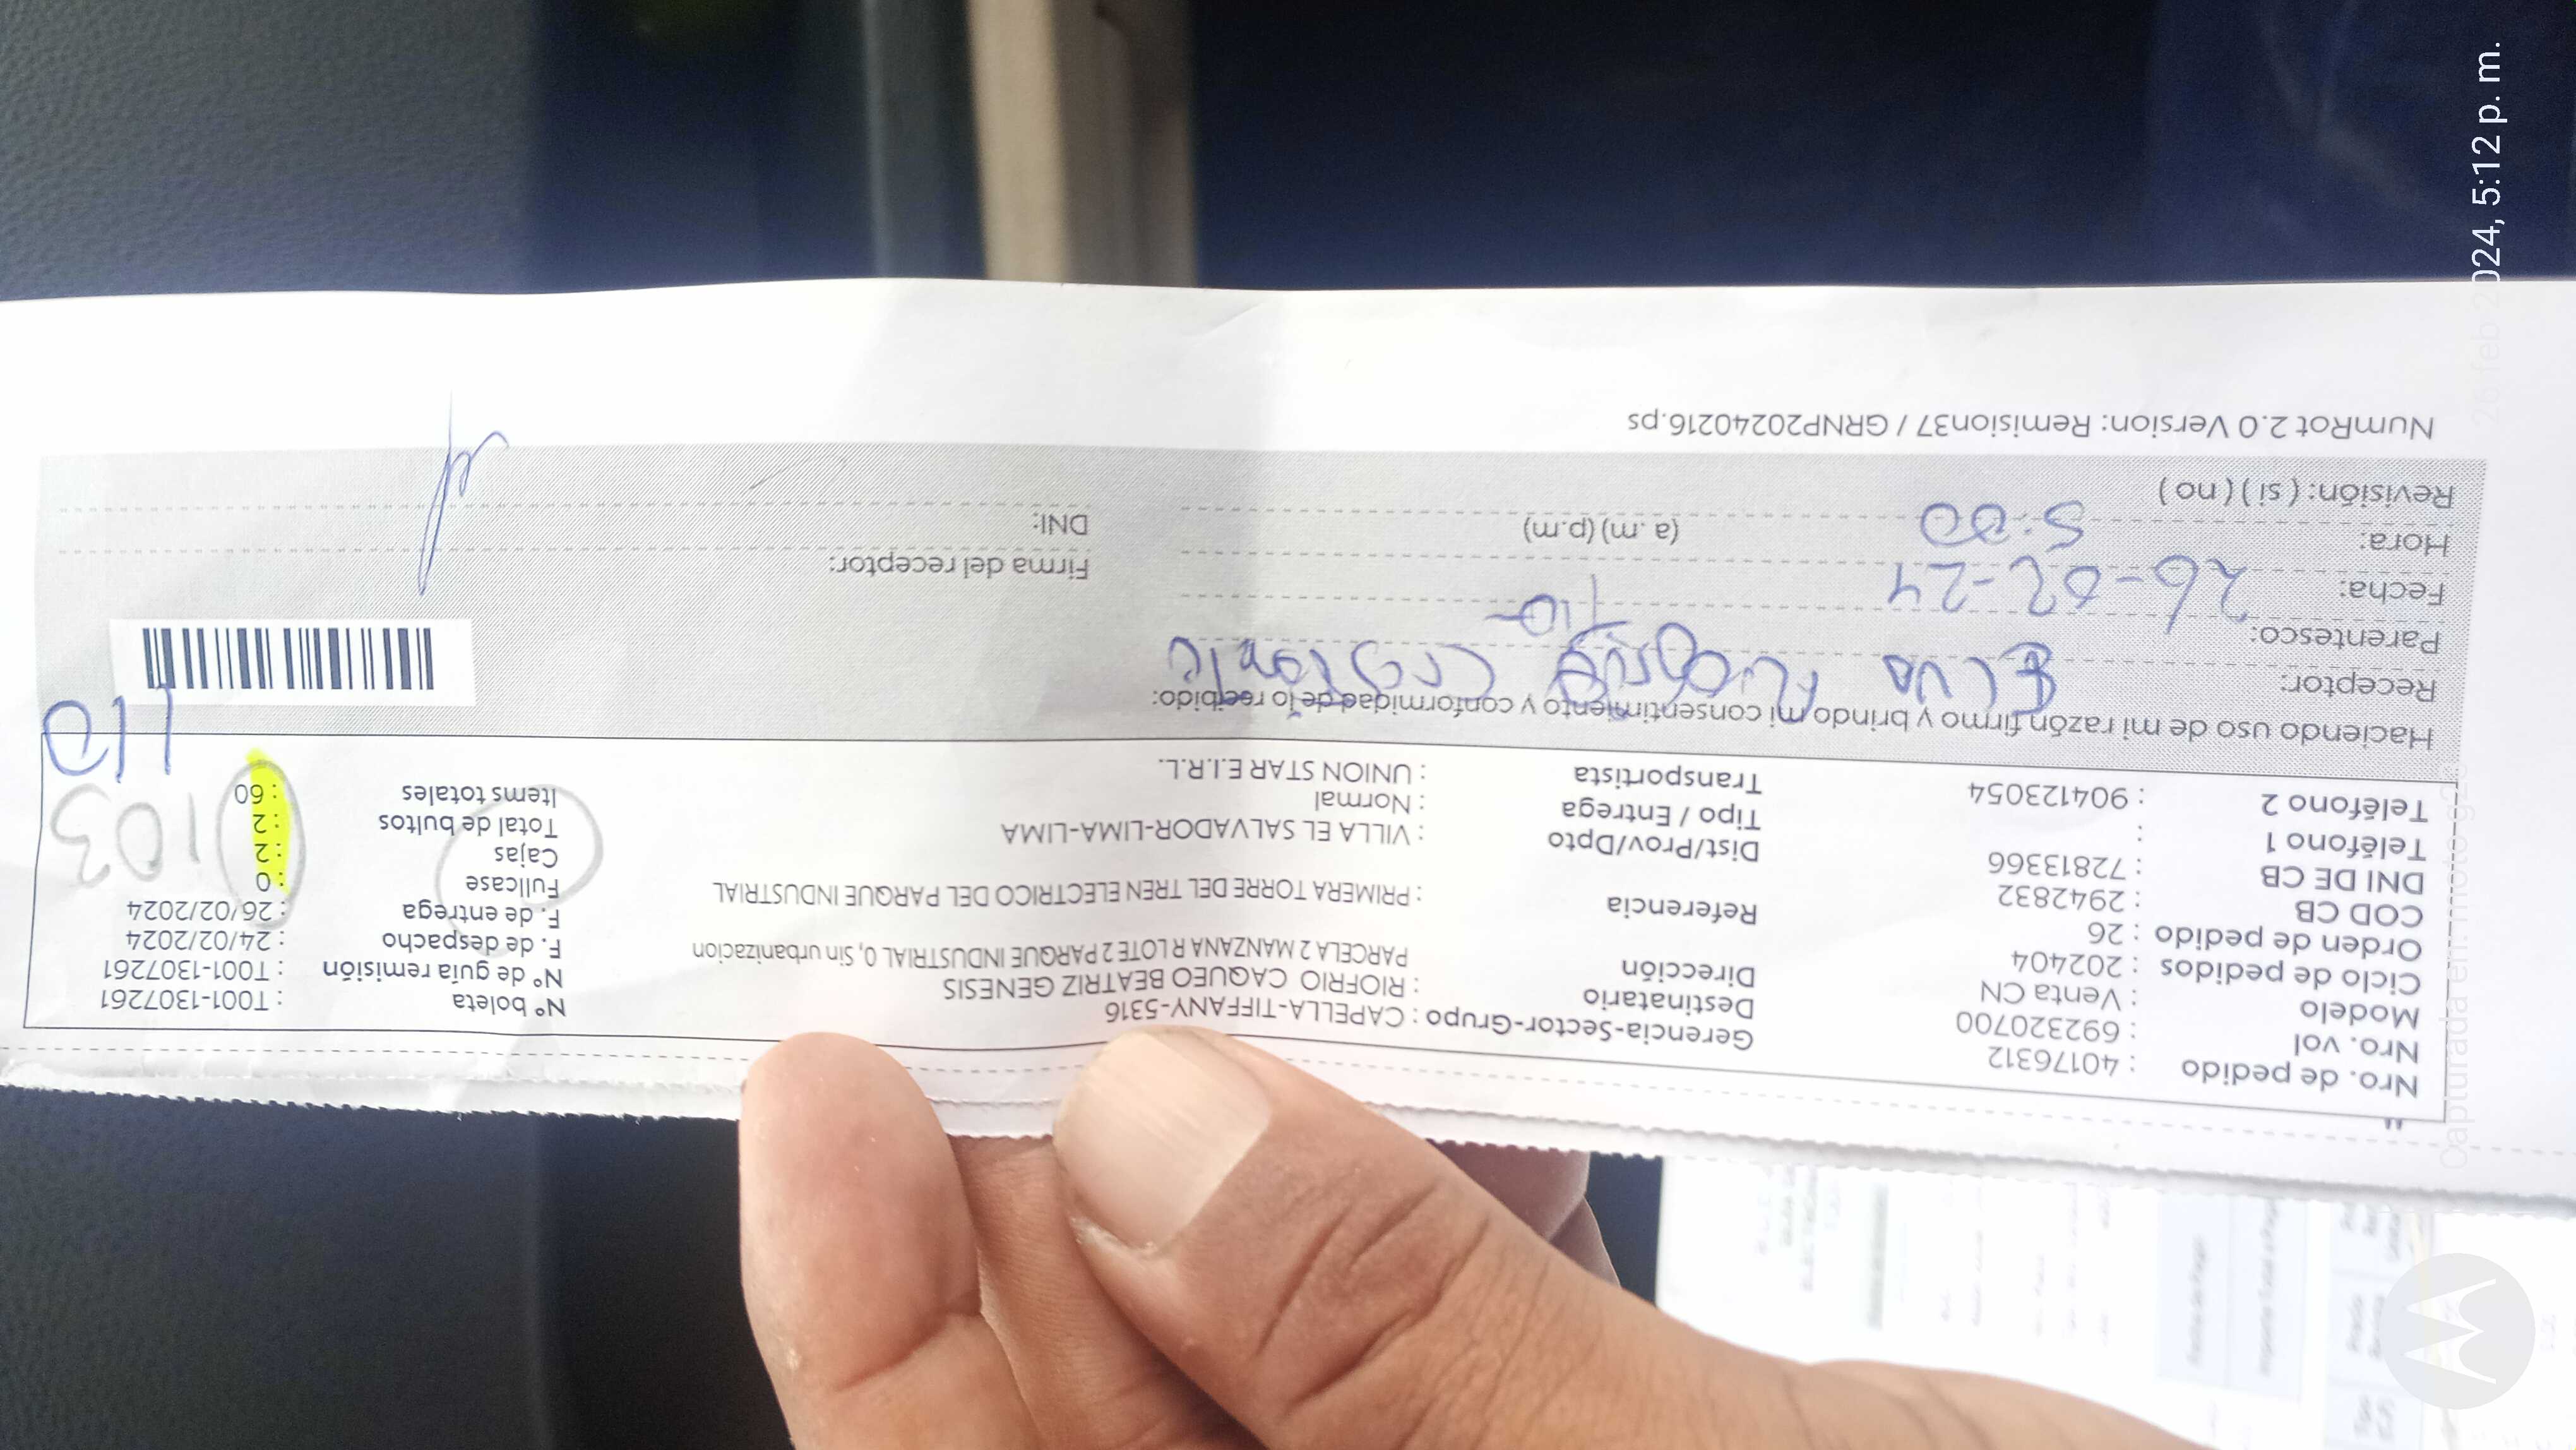 Nro. de pedido : 40176312
Nro. vol : 692320700
Modelo : Venta CN
Ciclo de pedidos : 202404
Orden de pedido : 26
COD CB : 2942832
DNI DE CB : 72813366
Teléfono 1 :
Teléfono 2 : 904123054
Gerencia-Sector-Grupo : CAPELLA-TIFFANY-5316
Destinatario : RIOFRIO CAQUEO BEATRIZ GENESIS
Dirección PARCELA 2 MANZANA R LOTE 2 PARQUE INDUSTRIAL 0, Sin urbanizacion
Referencia : PRIMERA TORRE DEL TREN ELECTRICO DEL PARQUE INDUSTRIAL
Dist/Prov/Dpto : VILLA EL SALVADOR-LIMA-LIMA
Tipo / Entrega : Normal
Transportista : UNION STAR E.I.R.L.
N° boleta : T001-1307261
N° de guía remisión : T001-1307261
F. de despacho : 24/02/2024
F. de entrega : 26/02/2024
Fullcase : 0
Cajas : 2
Total de bultos : 2
Items totales : 60
103
110
Haciendo uso de mi razón firmo y brindo mi consentimiento y conformidad de lo recibido:
Receptor:
Parentesco: Tio
Fecha: 26-02-24
Hora: 5:00 (a. m) (p.m)
Revisión: ( si ) ( no )
Firma del receptor:
DNI:
NumRot 2.0 Version: Remision37 / GRNP20240216.ps
26 feb 2024, 5:12 p. m.